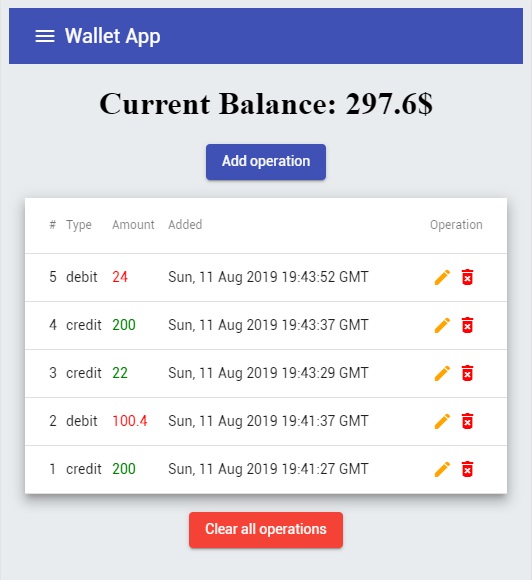 Wallet App
Current Balance: 297.6$
Add operation
# Type Amount Added Operation
5 debit 24 Sun, 11 Aug 2019 19:43:52 GMT
4 credit 200 Sun, 11 Aug 2019 19:43:37 GMT
3 credit 22 Sun, 11 Aug 2019 19:43:29 GMT
2 debit 100.4 Sun, 11 Aug 2019 19:41:37 GMT
1 credit 200 Sun, 11 Aug 2019 19:41:27 GMT
Clear all operations